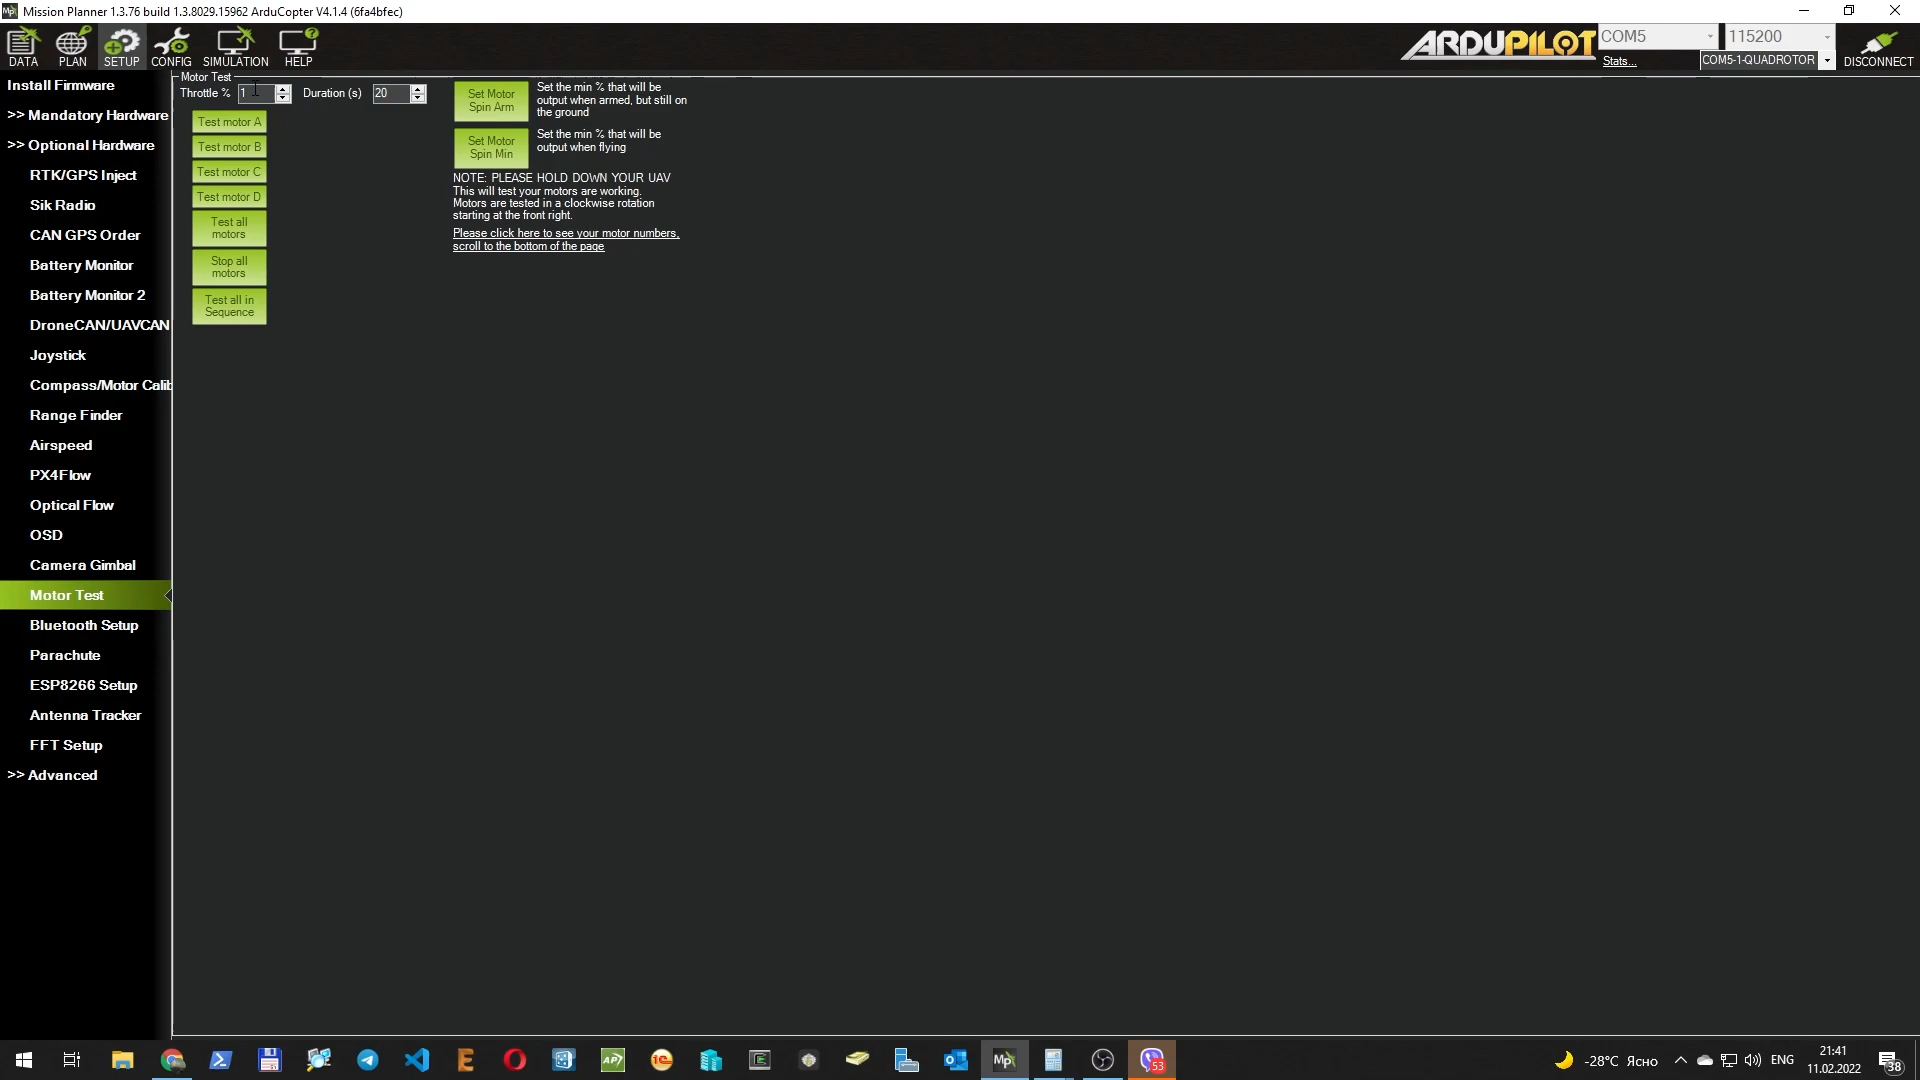 Mission Planner 1.3.76 build 1.3.8029.15962 ArduCopter V4.1.4 (6fa4bfec)
DATA
PLAN
SETUP
CONFIG
SIMULATION
HELP
ARDUPILOT
COM5
115200
Stats...
COM5-1-QUADROTOR
DISCONNECT
Install Firmware
>> Mandatory Hardware
>> Optional Hardware
RTK/GPS Inject
Sik Radio
CAN GPS Order
Battery Monitor
Battery Monitor 2
DroneCAN/UAVCAN
Joystick
Compass/Motor Calib
Range Finder
Airspeed
PX4Flow
Optical Flow
OSD
Camera Gimbal
Motor Test
Bluetooth Setup
Parachute
ESP8266 Setup
Antenna Tracker
FFT Setup
>> Advanced
Motor Test
Throttle %
1
Duration (s)
20
Test motor A
Test motor B
Test motor C
Test motor D
Test all
motors
Stop all
motors
Test all in
Sequence
Set Motor
Spin Arm
Set the min % that will be
output when armed, but still on
the ground
Set Motor
Spin Min
Set the min % that will be
output when flying
NOTE: PLEASE HOLD DOWN YOUR UAV
This will test your motors are working.
Motors are tested in a clockwise rotation
starting at the front right.
Please click here to see your motor numbers,
scroll to the bottom of the page
-28°C Ясно
ENG
21:41
11.02.2022
38
53